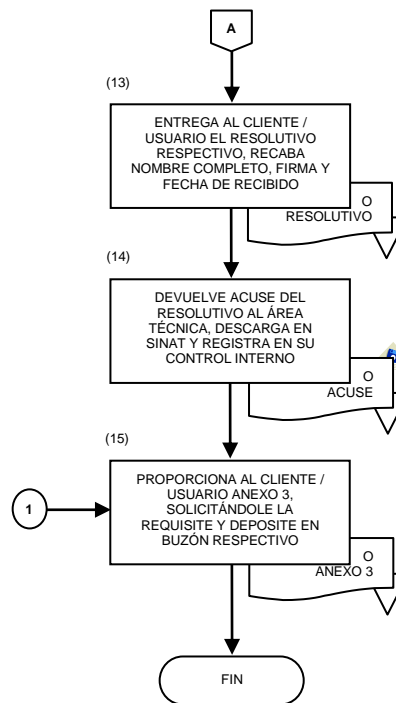 A
(13)
ENTREGA AL CLIENTE /
USUARIO EL RESOLUTIVO
RESPECTIVO, RECABA
NOMBRE COMPLETO, FIRMA Y
FECHA DE RECIBIDO
O
RESOLUTIVO
(14)
DEVUELVE ACUSE DEL
RESOLUTIVO AL ÁREA
TÉCNICA, DESCARGA EN
SINAT Y REGISTRA EN SU
CONTROL INTERNO
O
ACUSE
(15)
PROPORCIONA AL CLIENTE /
USUARIO ANEXO 3,
SOLICITÁNDOLE LA
REQUISITE Y DEPOSITE EN
BUZÓN RESPECTIVO
1
O
ANEXO 3
FIN